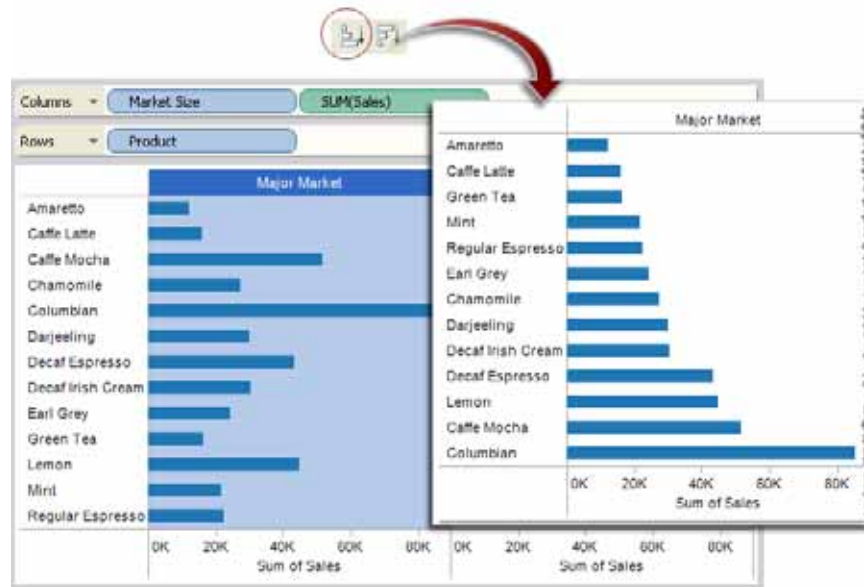 Columns Market Size SUM(Sales)
Rows Product
Major Market
Amaretto
Caffe Latte
Caffe Mocha
Chamomile
Columbian
Darjeeling
Decaf Espresso
Decaf Irish Cream
Earl Grey
Green Tea
Lemon
Mint
Regular Espresso
0K 20K 40K 60K 80K 0K 20K 40K 60K 80K
Sum of Sales Sum of Sales
Major Market
Amaretto
Caffe Latte
Green Tea
Mint
Regular Espresso
Earl Grey
Chamomile
Darjeeling
Decaf Irish Cream
Decaf Espresso
Lemon
Caffe Mocha
Columbian
0K 20K 40K 60K 80K
Sum of Sales